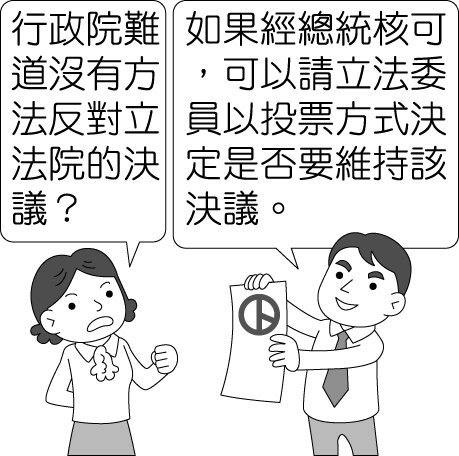 行政院難
道沒有方
法反對立
法院的決
議？
如果經總統核可
，可以請立法委
員以投票方式決
定是否要維持該
決議。